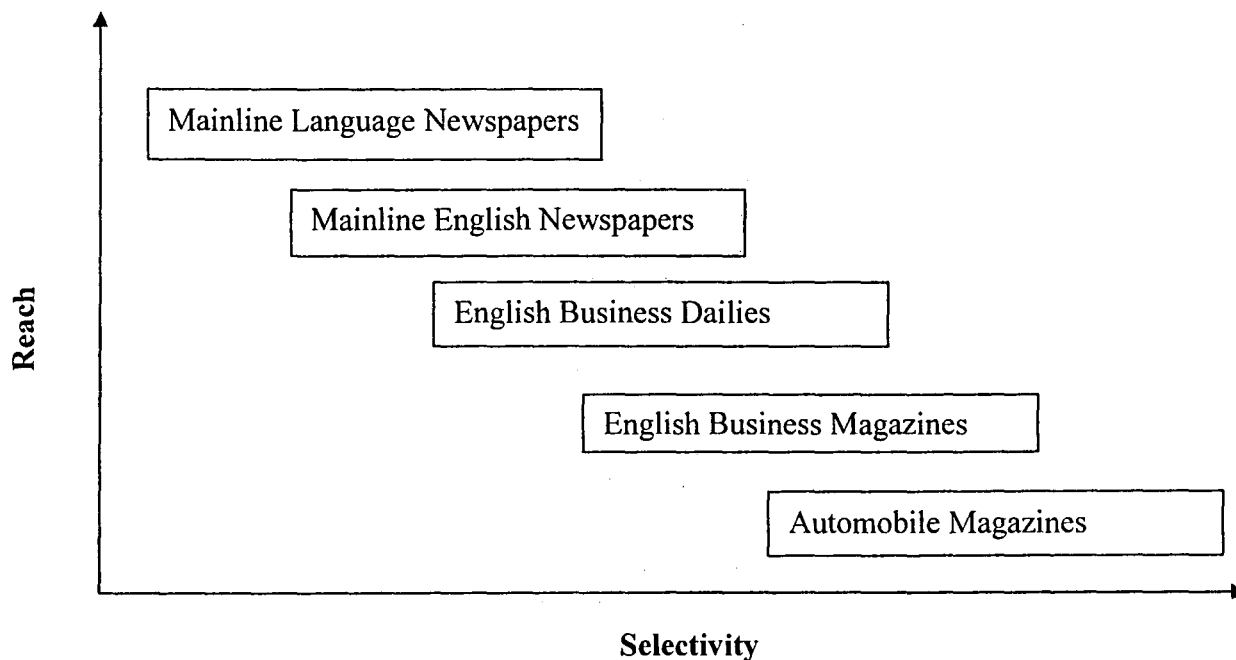 Mainline Language Newspapers
Mainline English Newspapers
English Business Dailies
Reach
English Business Magazines
Automobile Magazines
Selectivity